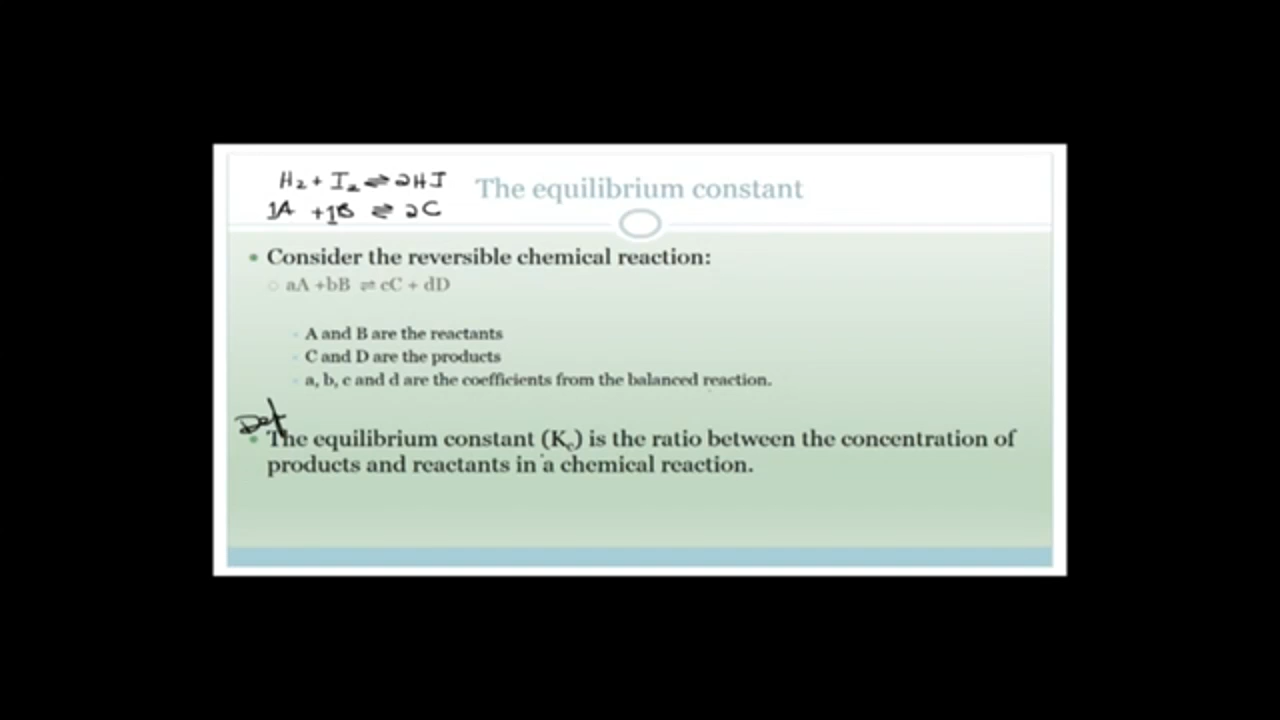 H₂ + I₂ ⇌ 2HI
1A + 1B ⇌ 2C
The equilibrium constant
Consider the reversible chemical reaction:
aA +bB ⇌ cC + dD
A and B are the reactants
C and D are the products
a, b, c and d are the coefficients from the balanced reaction.
Def
The equilibrium constant (Kc) is the ratio between the concentration of
products and reactants in a chemical reaction.